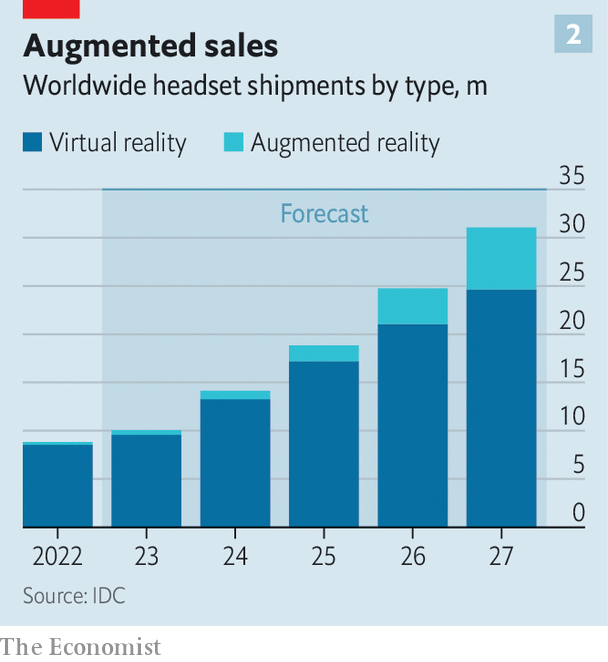 Augmented sales
2
Worldwide headset shipments by type, m
Virtual reality
Augmented reality
35
Forecast
30
25
20
15
10
5
0
2022
23
24
25
26
27
Source: IDC
The Economist